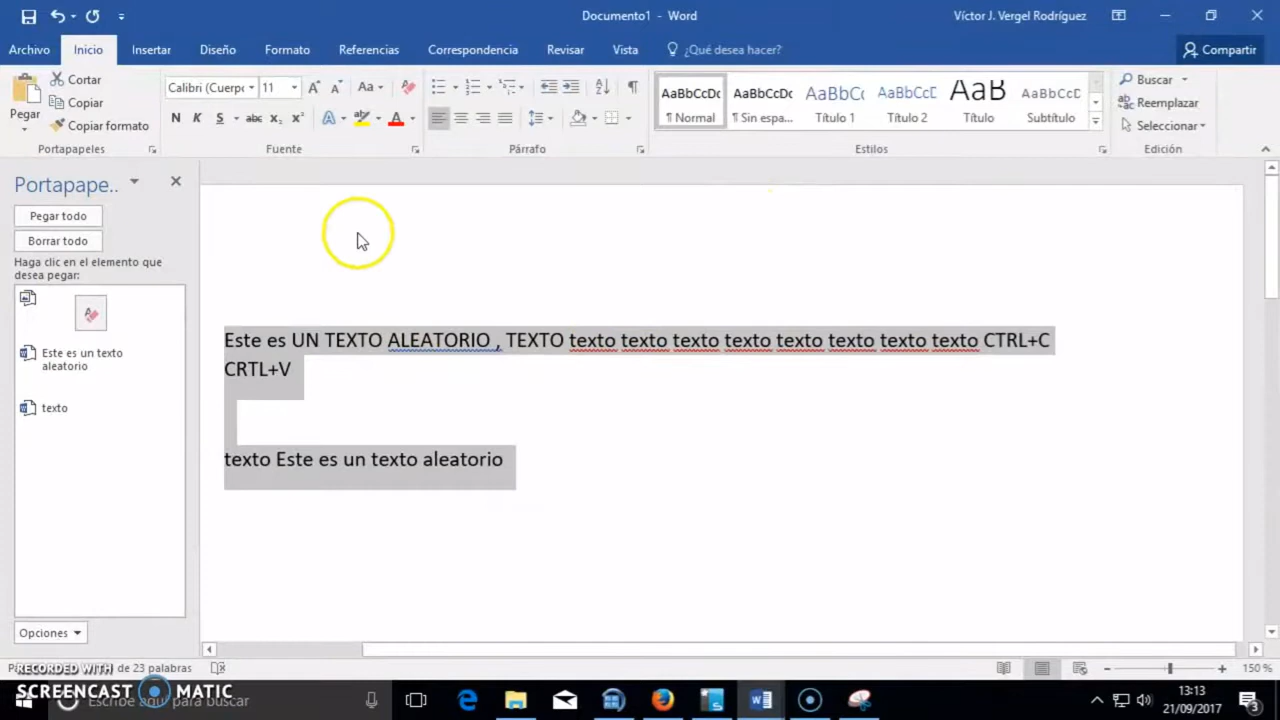 Documento1 - Word
Víctor J. Vergel Rodríguez
Archivo Inicio Insertar Diseño Formato Referencias Correspondencia Revisar Vista ¿Qué desea hacer? Compartir
Pegar
Cortar
Copiar
Copiar formato
Portapapeles
Calibri (Cuerpo 11
Aa
N K S abc x₂ x² A A
Fuente
Párrafo
AaBbCcDc AaBbCcDc AaBbCc AaBbCcC AaB AaBbCcC
¶ Normal ¶ Sin espa... Título 1 Título 2 Título Subtítulo
Estilos
Buscar
Reemplazar
Seleccionar
Edición
Portapape..
Pegar todo
Borrar todo
Haga clic en el elemento que
desea pegar:
Este es un texto
aleatorio
texto
Opciones
Este es UN TEXTO ALEATORIO , TEXTO texto texto texto texto texto texto texto texto CTRL+C
CRTL+V
texto Este es un texto aleatorio
de 23 palabras
150 %
RECORDED WITH
SCREENCAST MATIC
Escribe aquí para buscar
13:13
21/09/2017
3